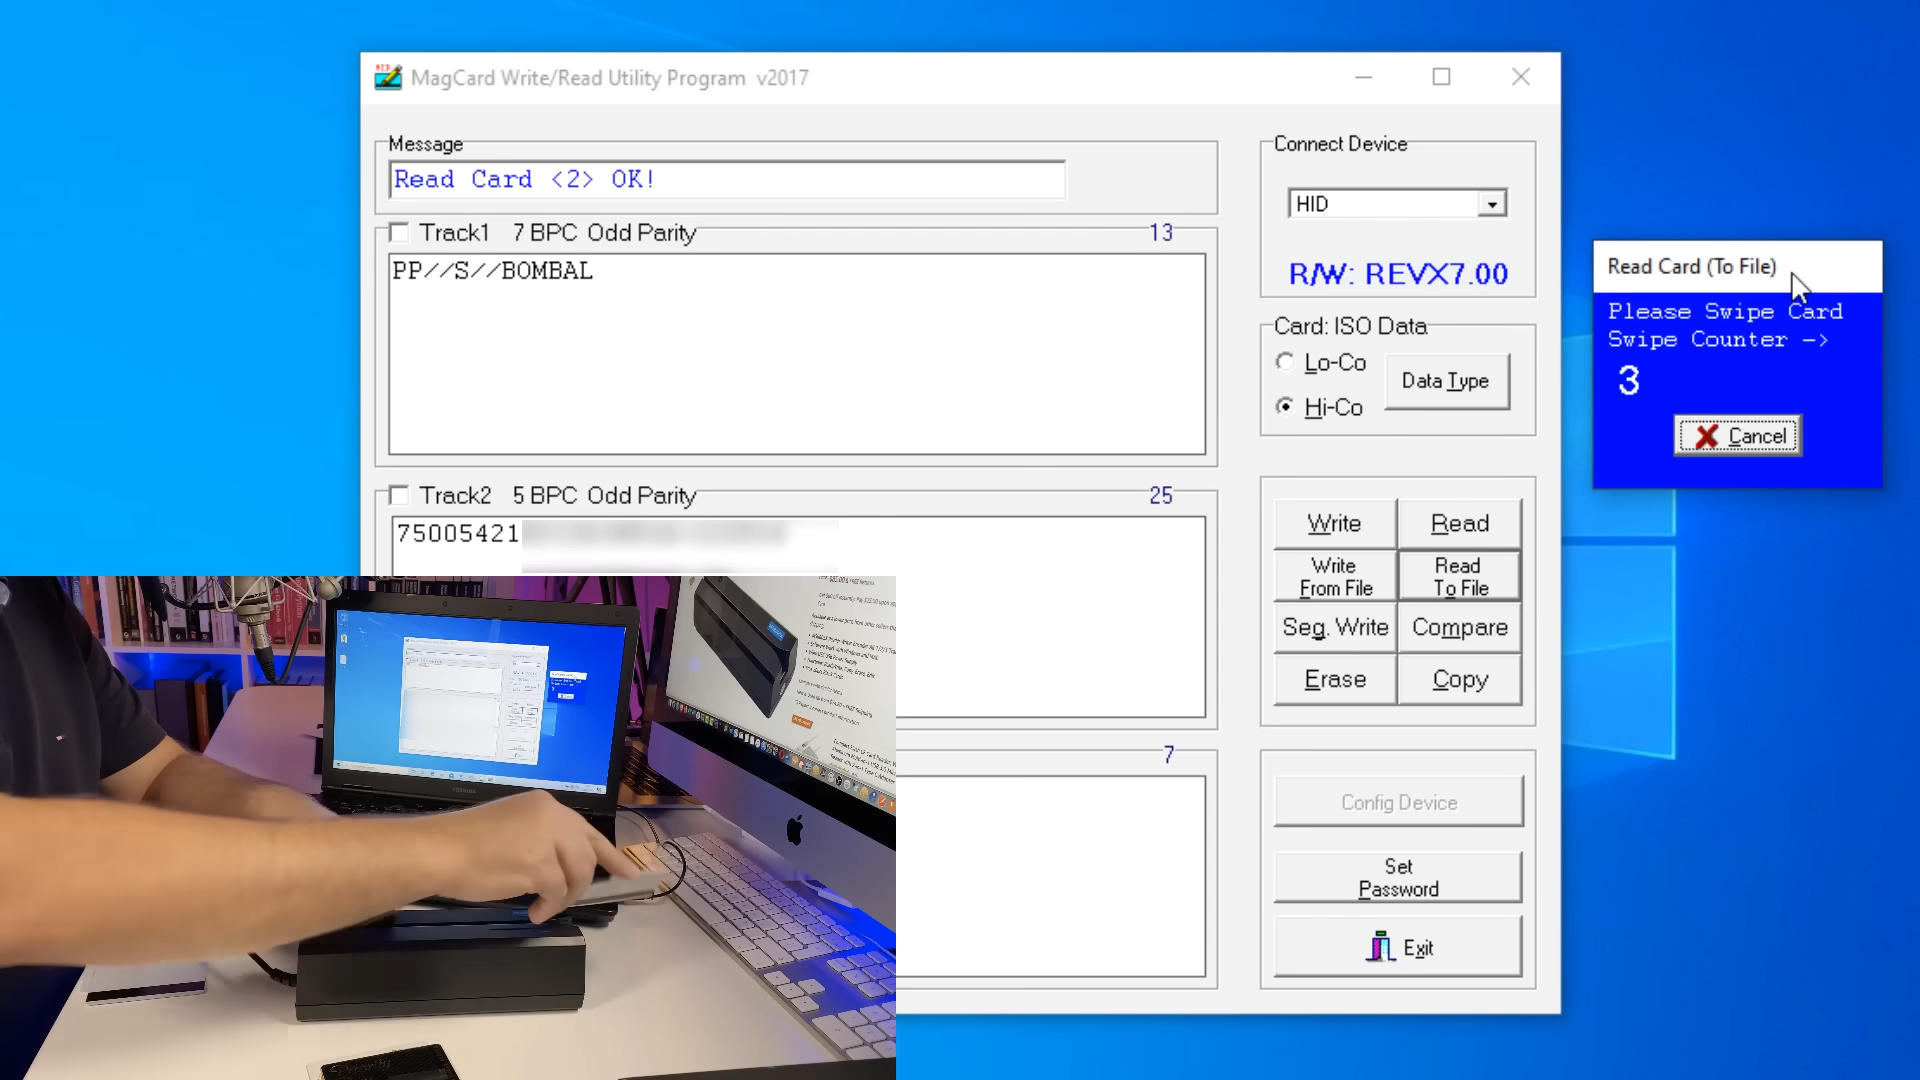 MagCard Write/Read Utility Program v2017
Message
Read Card <2> OK!
Track1 7 BPC Odd Parity 13
PP//S//BOMBAL
Track2 5 BPC Odd Parity 25
75005421
7
Connect Device
HID
R/W: REVX7.00
Card: ISO Data
Lo-Co
Hi-Co
Data Type
Write
Read
Write From File
Read To File
Seg. Write
Compare
Erase
Copy
Config Device
Set Password
Exit
Read Card (To File)
Please Swipe Card
Swipe Counter ->
3
Cancel
TOSHIBA